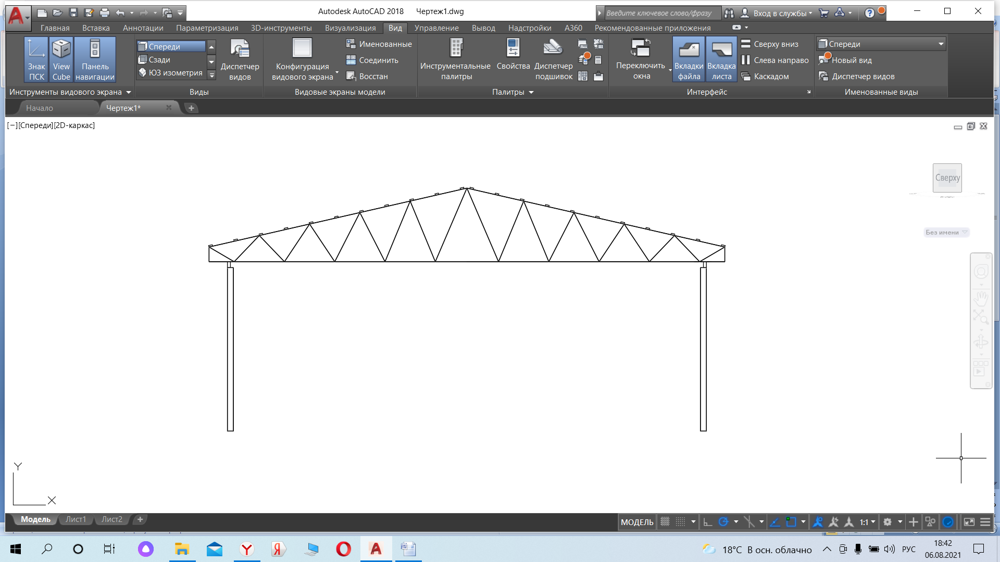 Autodesk AutoCAD 2018 Чертеж1.dwg
Введите ключевое слово/фразу
Вход в службы
Главная Вставка Аннотации Параметризация 3D-инструменты Визуализация Вид Управление Вывод Надстройки A360 Рекомендованные приложения
Знак ПСК
View Cube
Панель навигации
Инструменты видового экрана
Спереди
Сзади
ЮЗ изометрия
Диспетчер видов
Виды
Конфигурация видового экрана
Именованные
Соединить
Восстан
Видовые экраны модели
Инструментальные палитры
Свойства
Диспетчер подшивок
Палитры
Переключить окна
Вкладки файла
Вкладка листа
Сверху вниз
Слева направо
Каскадом
Интерфейс
Спереди
Новый вид
Диспетчер видов
Именованные виды
Начало
Чертеж1*
[−][Спереди][2D-каркас]
Сверху
Без имени
Y
X
Модель Лист1 Лист2
МОДЕЛЬ
1:1
18°C В осн. облачно
РУС
18:42
06.08.2021